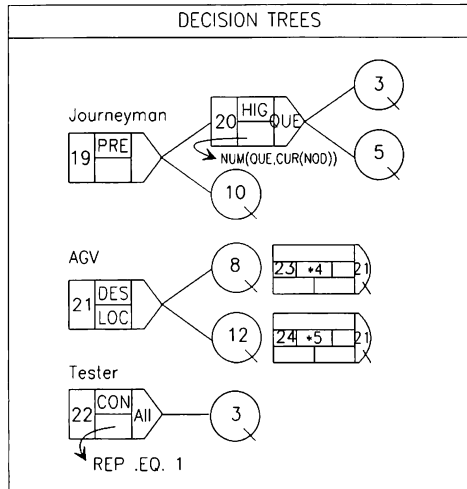 DECISION TREES
Journeyman
19 PRE
20 HIG QUE
NUM(QUE,CUR(NOD))
3
5
10
AGV
21 DES LOC
8
23 *4 21
12
24 *5 21
Tester
22 CON All
3
REP .EQ. 1